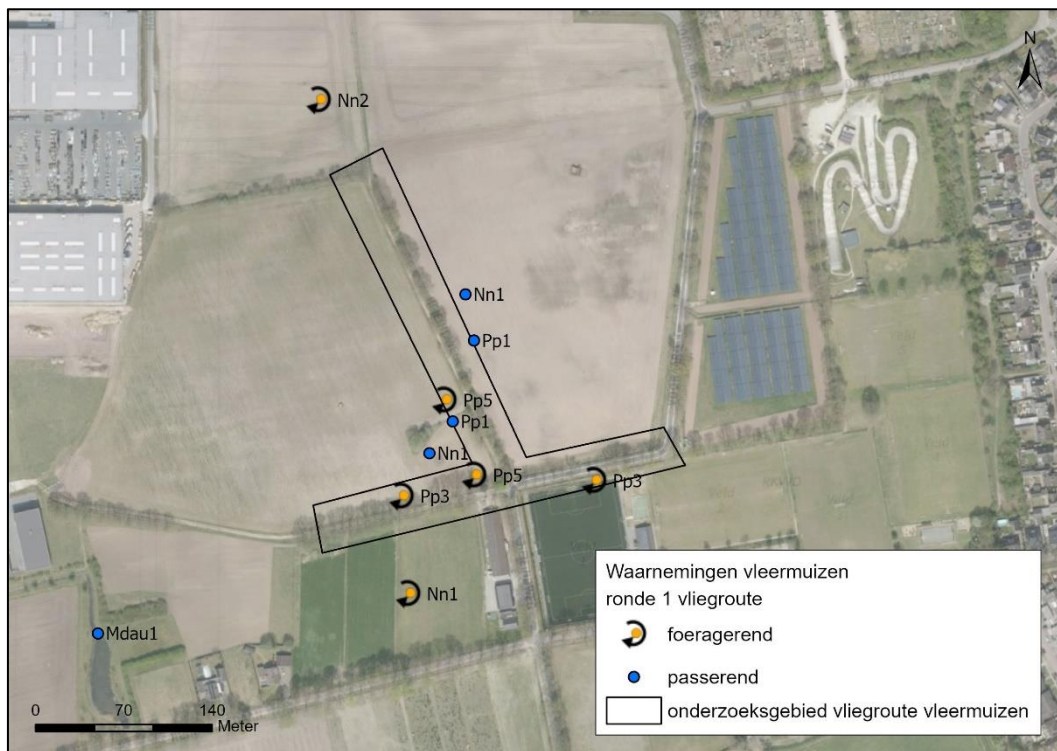 N
Nn2
Nn1
Pp1
Pp5
Pp1
Nn1
Pp5
Pp3
Pp3
Nn1
Mdau1
0 70 140
Meter
Waarnemingen vleermuizen
ronde 1 vliegroute
foeragerend
passerend
onderzoeksgebied vliegroute vleermuizen